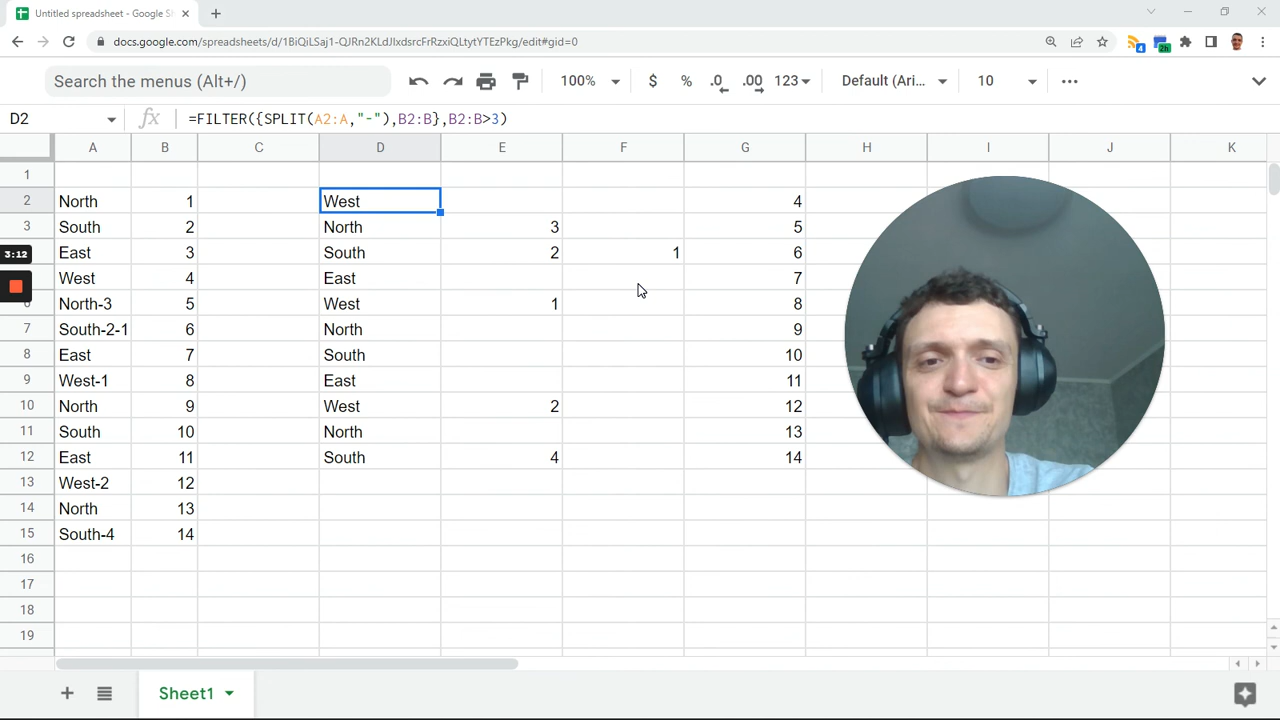 Untitled spreadsheet - Google Sh
docs.google.com/spreadsheets/d/1BiQiLSaj1-QJRn2KLdJlxdsrcFrRzxiQLtytYTEzPkg/edit#gid=0
4
2h
Search the menus (Alt+/)
100%
$
%
.0
.00
123
Default (Ari...
10
D2
fx
=FILTER({SPLIT(A2:A,"-"),B2:B},B2:B>3)
A B C D E F G H I J K
1
2 North 1 West 4
3 South 2 North 3 5
3:12 East 3 South 2 1 6
West 4 East 7
6 North-3 5 West 1 8
7 South-2-1 6 North 9
8 East 7 South 10
9 West-1 8 East 11
10 North 9 West 2 12
11 South 10 North 13
12 East 11 South 4 14
13 West-2 12
14 North 13
15 South-4 14
16
17
18
19
Sheet1